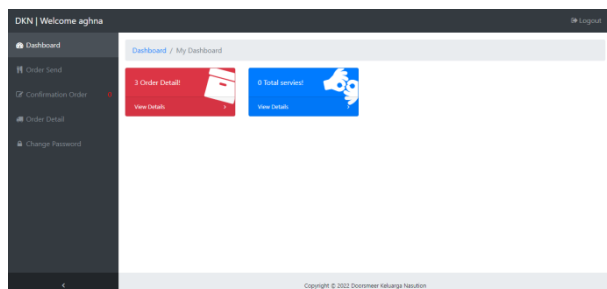 DKN | Welcome aghna
Logout
Dashboard
Order Send
Confirmation Order 0
Order Detail
Change Password
Dashboard / My Dashboard
3 Order Detail!
View Details
0 Total servies!
View Details
Copyright © 2022 Doorsmeer Keluarga Nasution